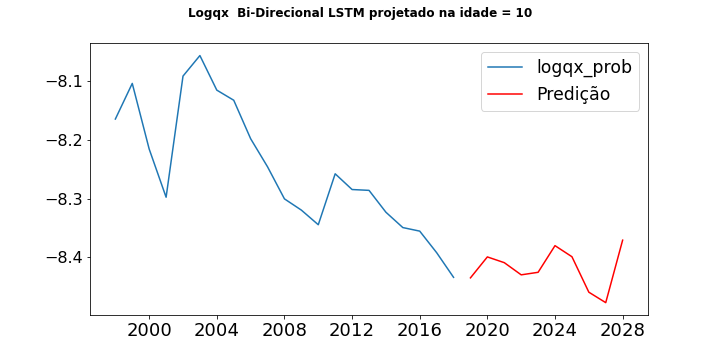 Logqx Bi-Direcional LSTM projetado na idade = 10
logqx_prob
Predição
−8.1
−8.2
−8.3
−8.4
2000 2004 2008 2012 2016 2020 2024 2028